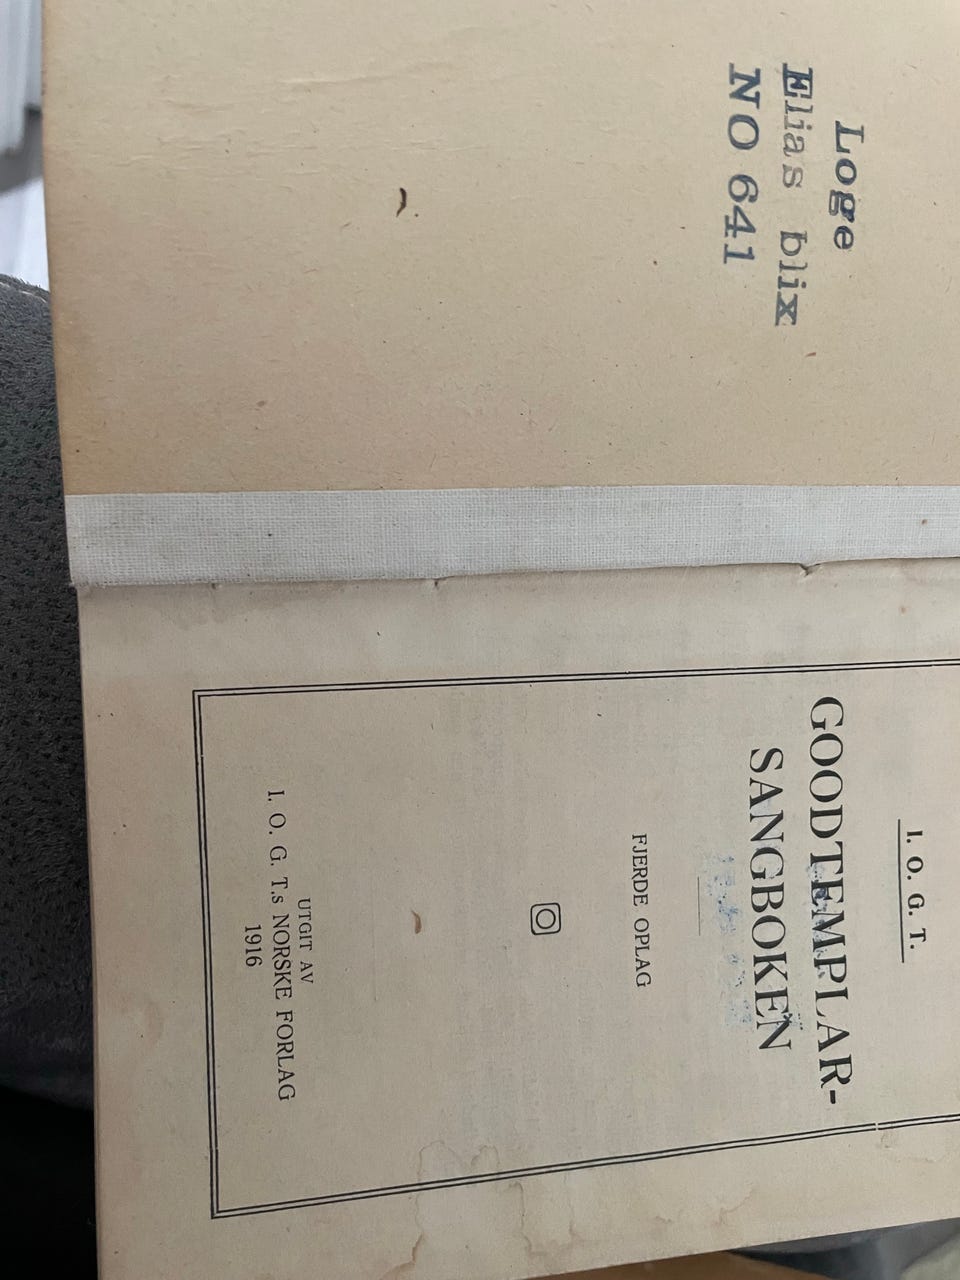 Loge
Elias blix
NO 641
I. O. G. T.
GOODTEMPLAR-
SANGBOKEN
FJERDE OPLAG
UTGIT AV
I. O. G. T.s NORSKE FORLAG
1916